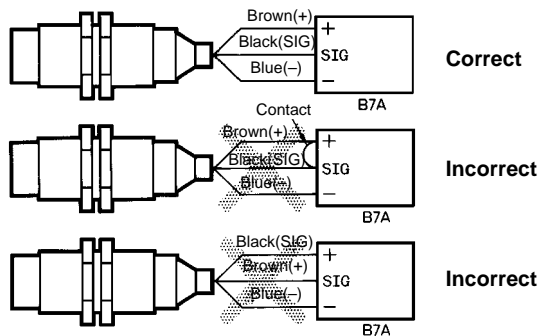 Brown(+)
+
Black(SIG)
SIG
Correct
Blue(–)
–
B7A
Contact
Brown(+)
+
Black(SIG)
SIG
Incorrect
Blue(–)
–
B7A
Black(SIG)
+
Brown(+)
SIG
Incorrect
Blue(–)
–
B7A